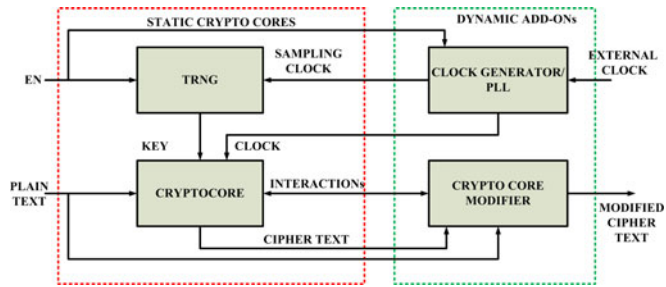 STATIC CRYPTO CORES
DYNAMIC ADD-ONs
EN
TRNG
SAMPLING
CLOCK
CLOCK GENERATOR/
PLL
EXTERNAL
CLOCK
KEY
CLOCK
PLAIN
TEXT
CRYPTOCORE
INTERACTIONs
CRYPTO CORE
MODIFIER
MODIFIED
CIPHER
TEXT
CIPHER TEXT